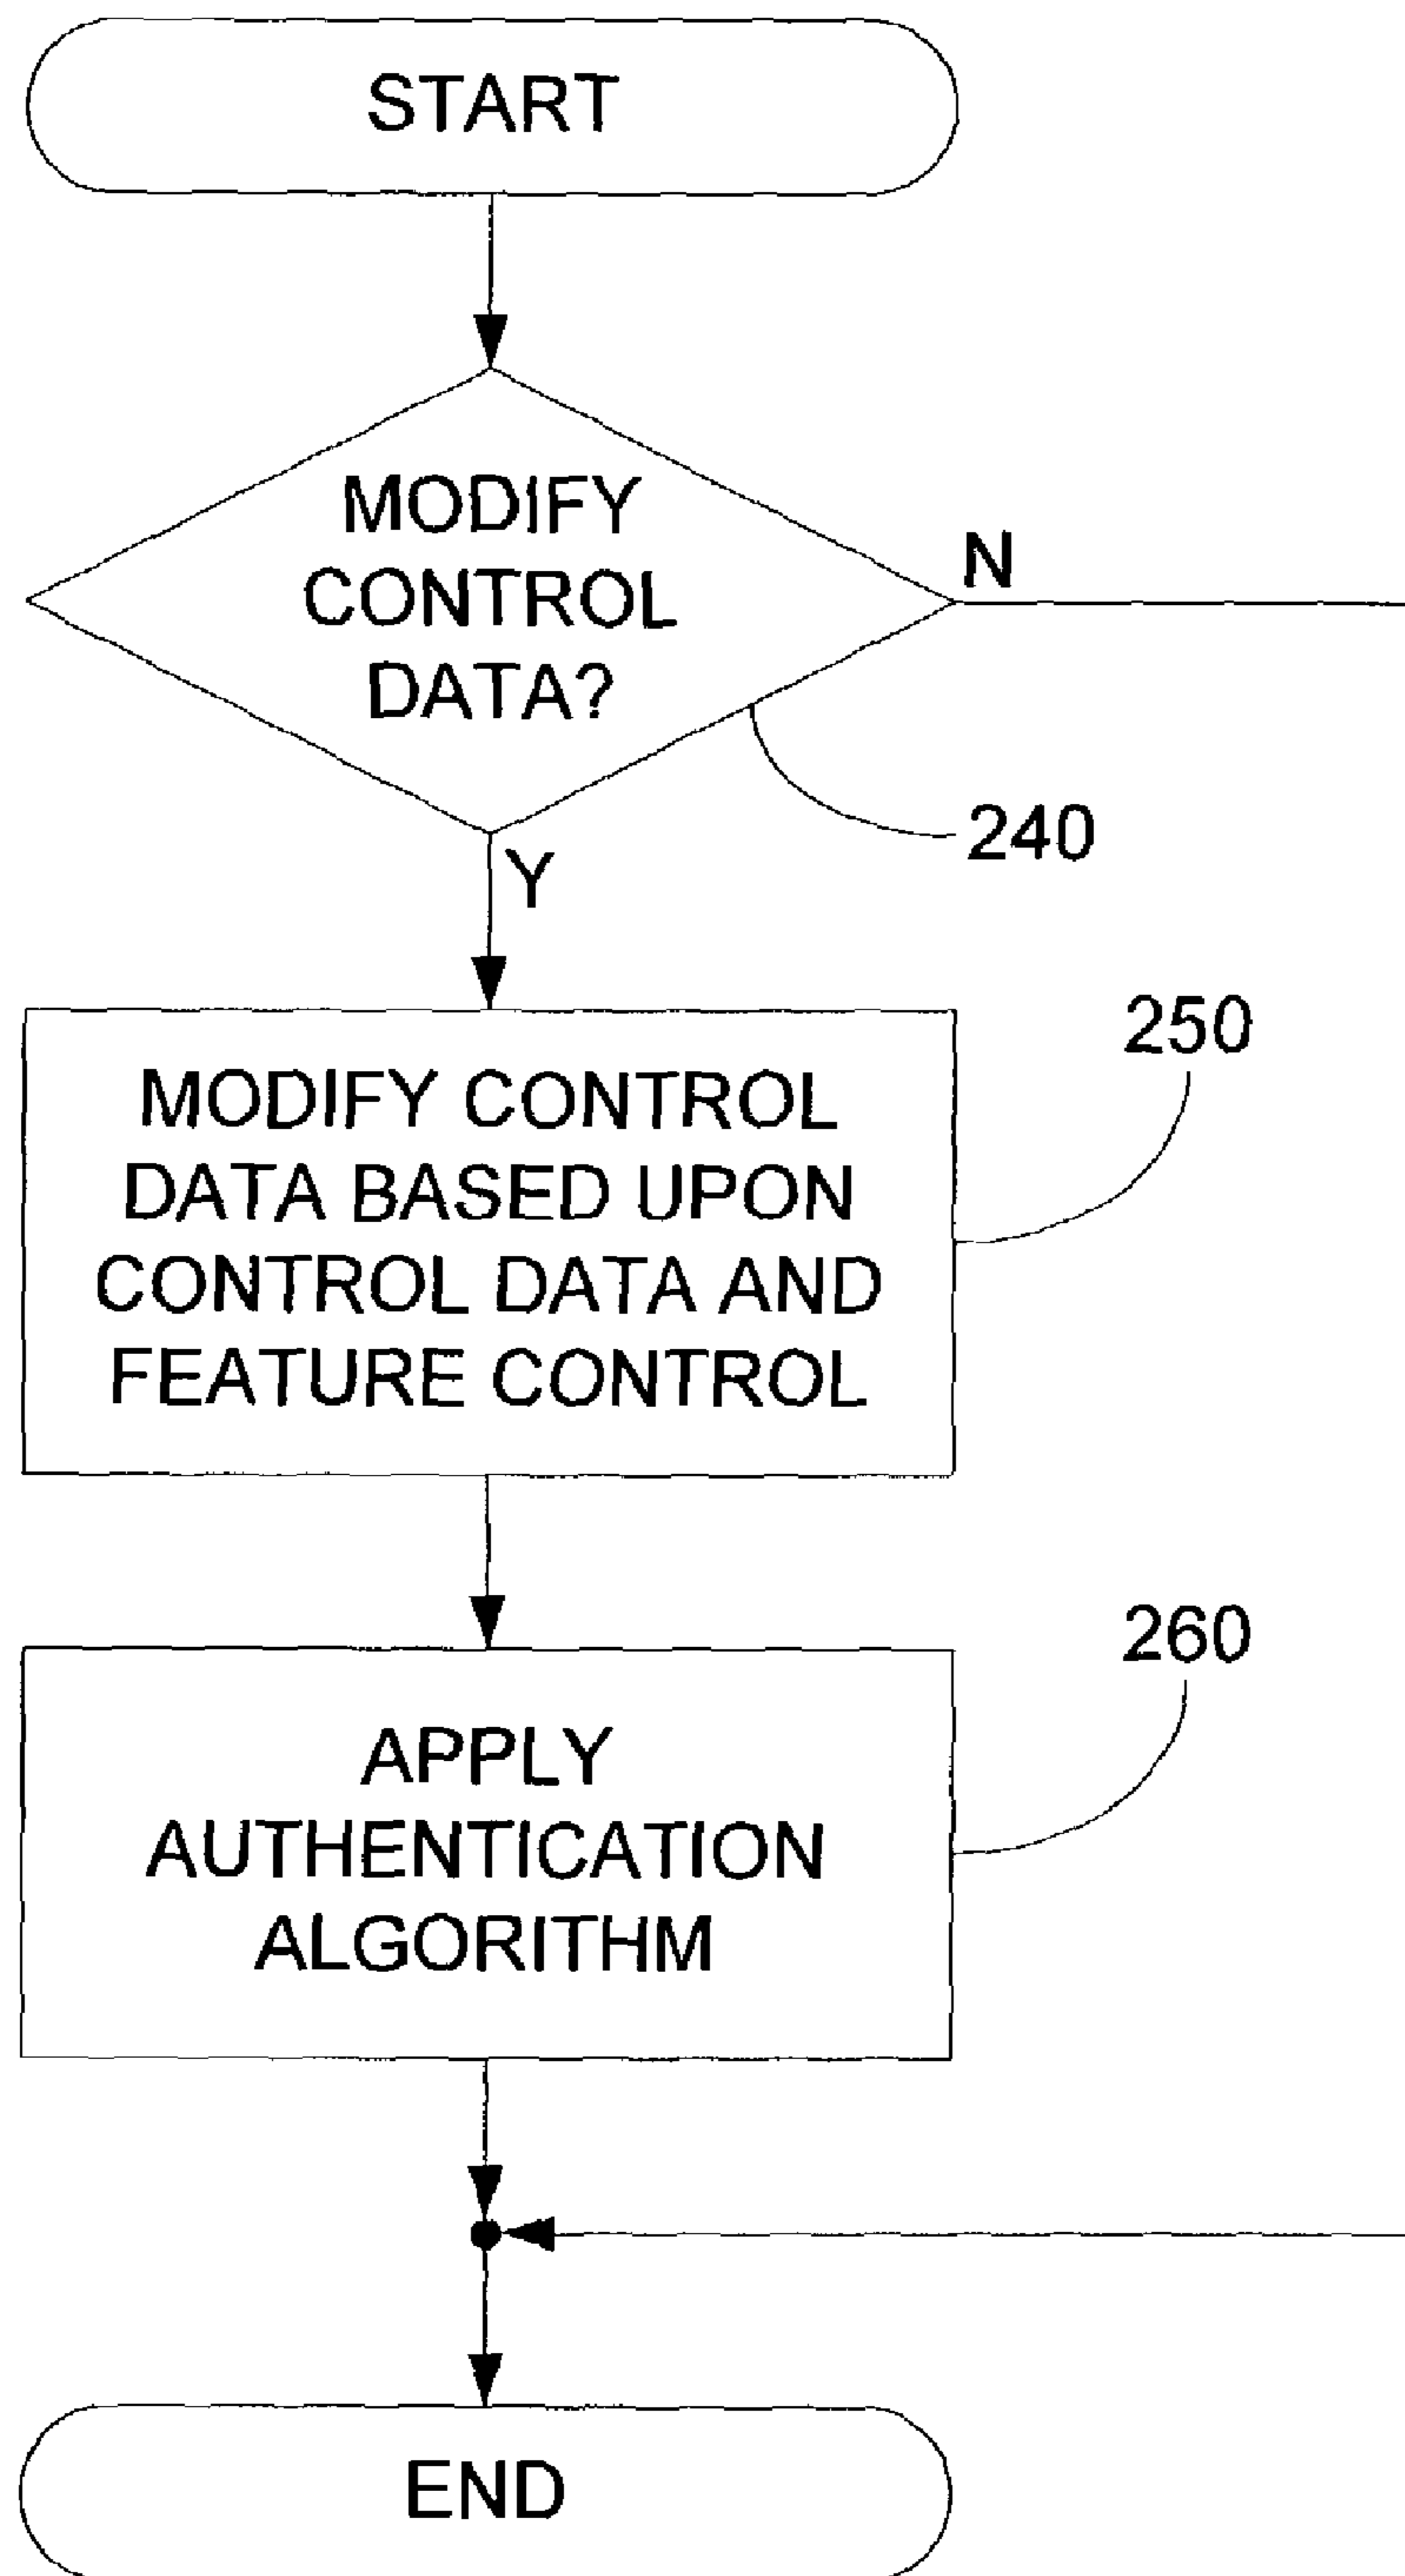 START
MODIFY
CONTROL
DATA?
N
240
Y
250
MODIFY CONTROL
DATA BASED UPON
CONTROL DATA AND
FEATURE CONTROL
260
APPLY
AUTHENTICATION
ALGORITHM
END